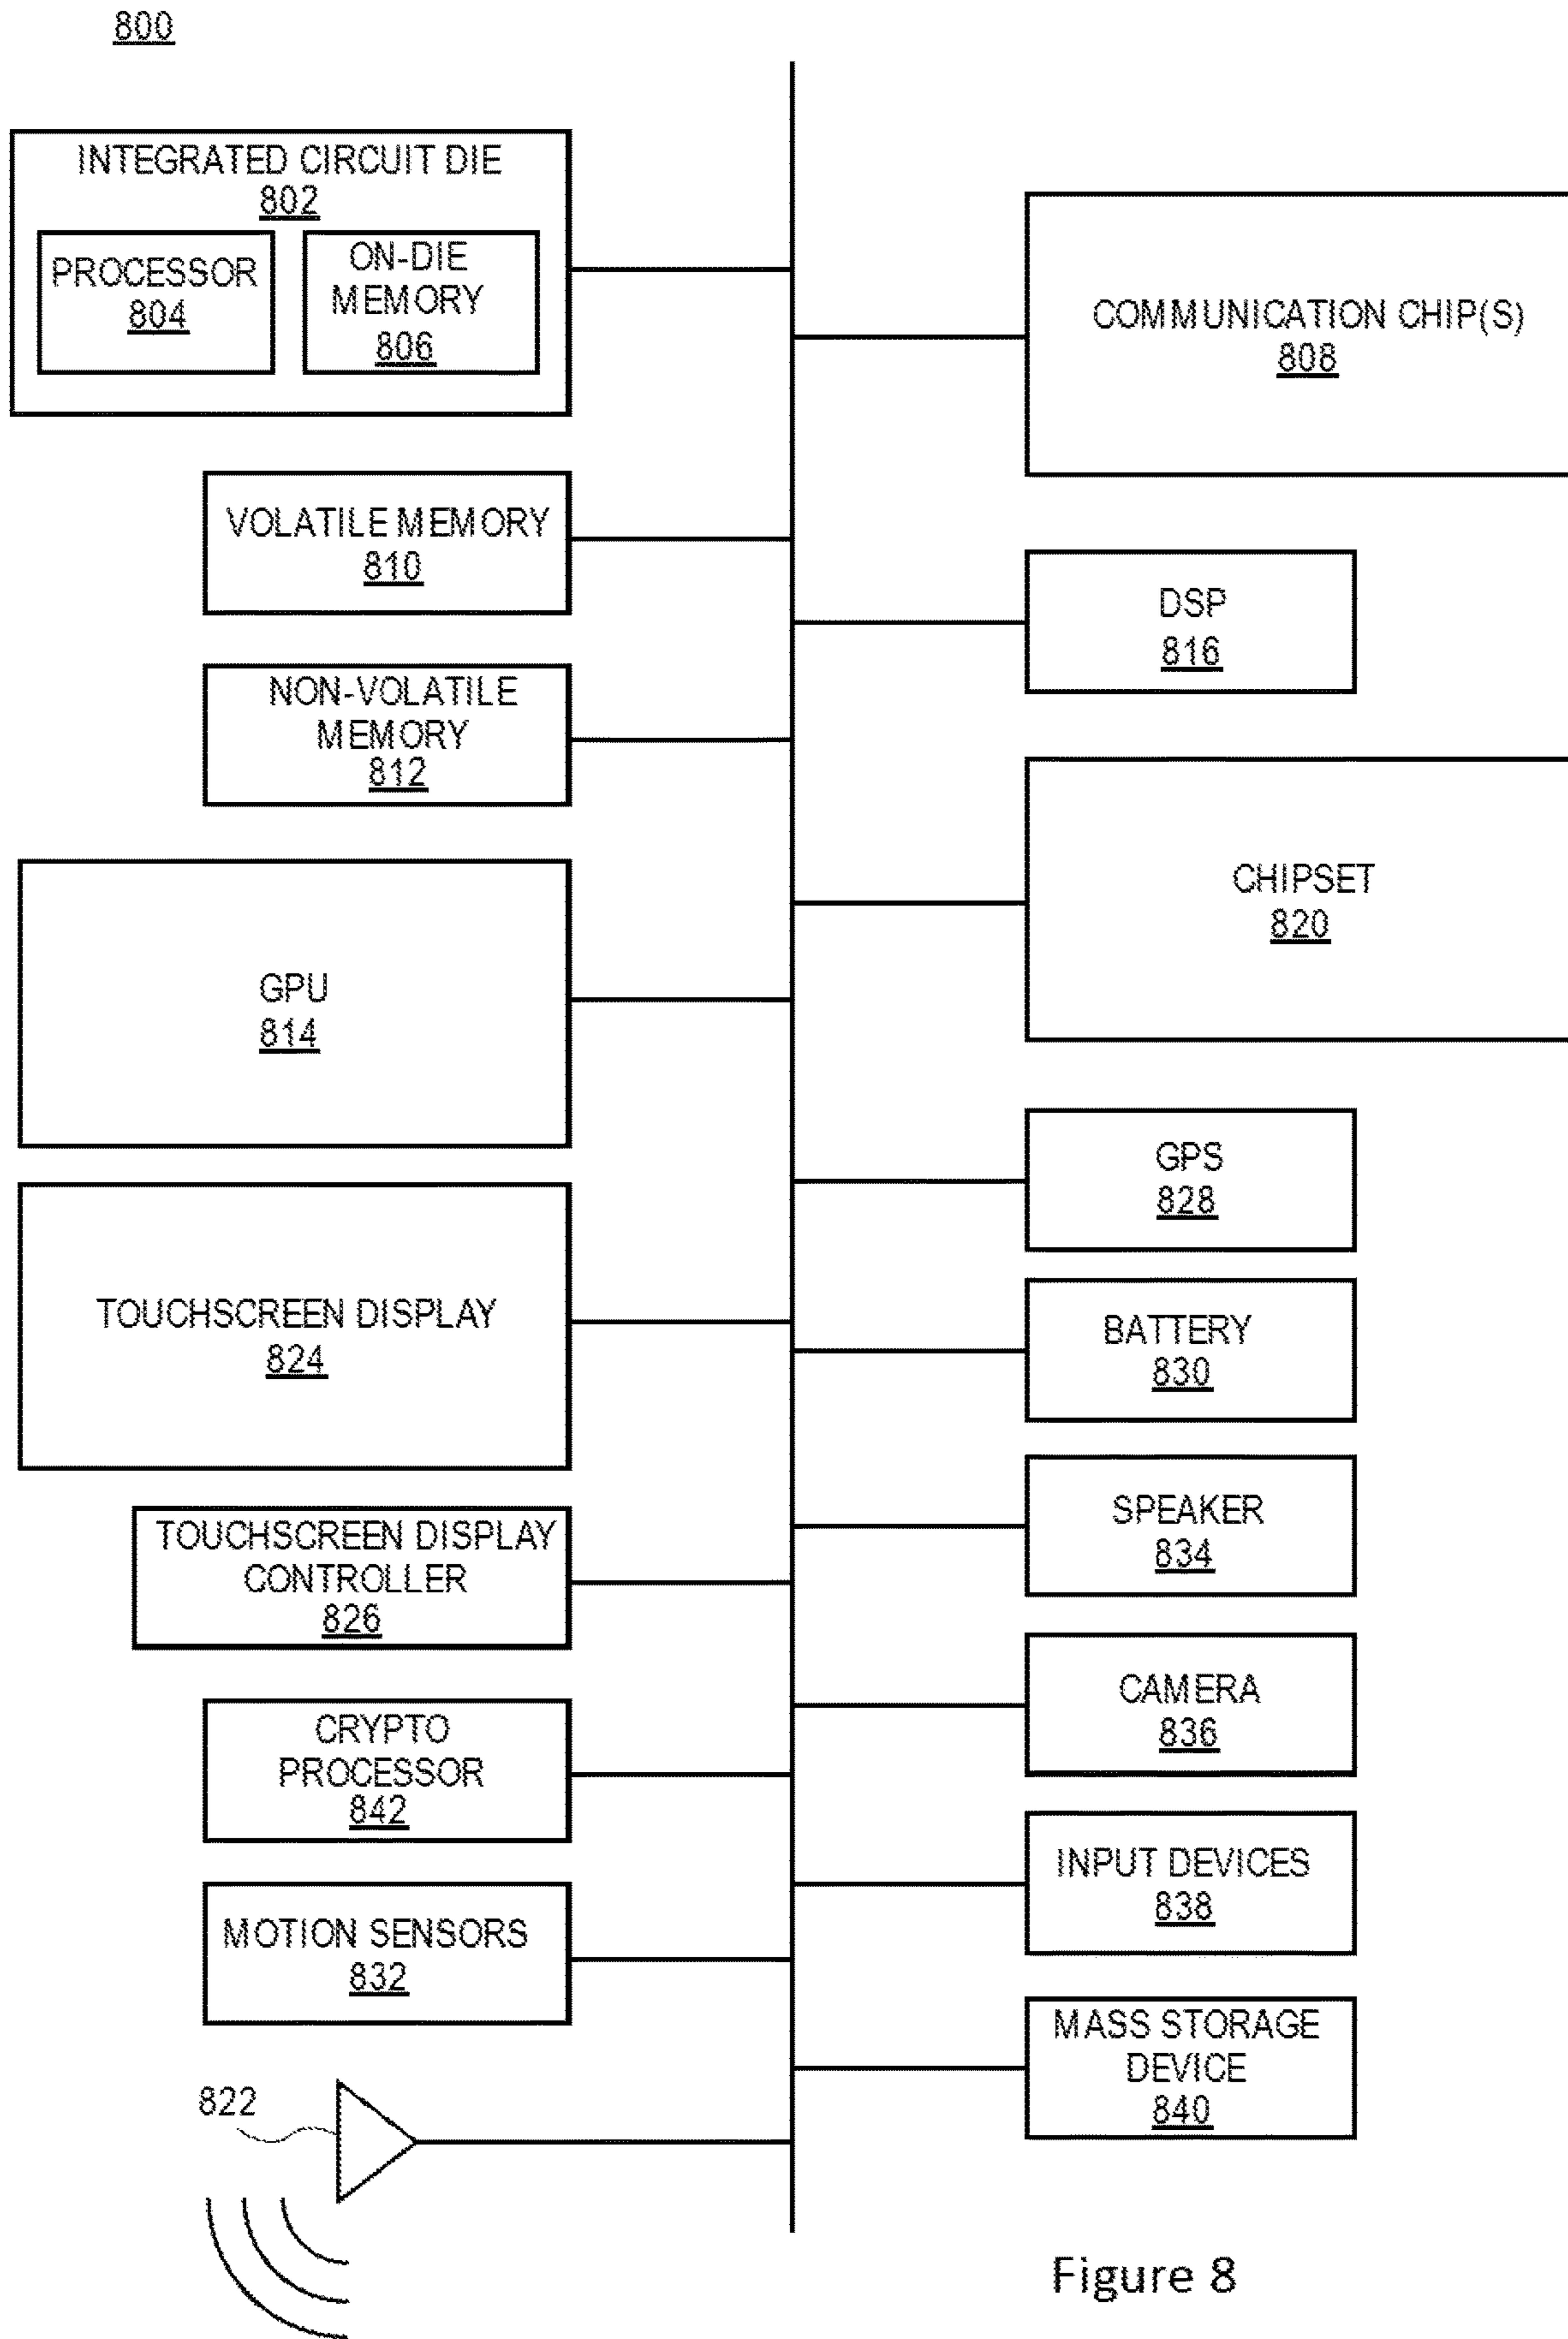 800
INTEGRATED CIRCUIT DIE
802
PROCESSOR
804
ON-DIE
MEMORY
806
COMMUNICATION CHIP(S)
808
VOLATILE MEMORY
810
DSP
816
NON-VOLATILE
MEMORY
812
CHIPSET
820
GPU
814
GPS
828
TOUCHSCREEN DISPLAY
824
BATTERY
830
SPEAKER
834
TOUCHSCREEN DISPLAY
CONTROLLER
826
CAMERA
836
CRYPTO
PROCESSOR
842
INPUT DEVICES
838
MOTION SENSORS
832
MASS STORAGE
DEVICE
840
822
Figure 8